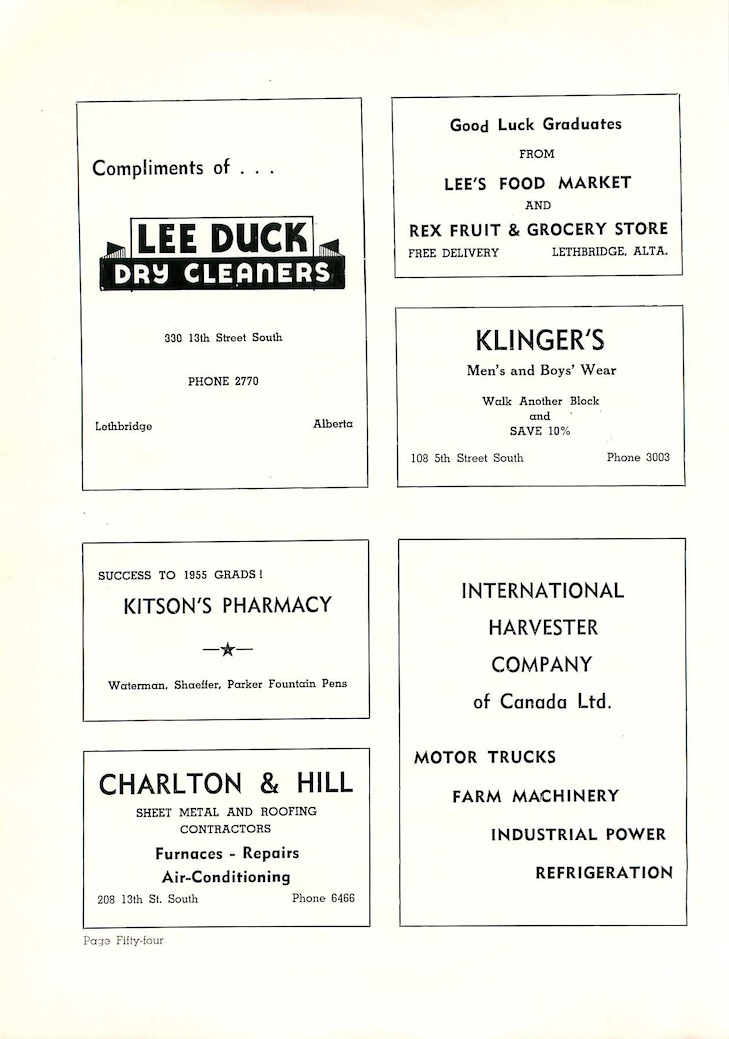 Compliments of . . .
LEE DUCK
DRY CLEANERS
330 13th Street South
PHONE 2770
Lethbridge Alberta
Good Luck Graduates
FROM
LEE'S FOOD MARKET
AND
REX FRUIT & GROCERY STORE
FREE DELIVERY LETHBRIDGE, ALTA.
KLINGER'S
Men's and Boys' Wear
Walk Another Block
and
SAVE 10%
108 5th Street South Phone 3003
SUCCESS TO 1955 GRADS!
KITSON'S PHARMACY
Waterman, Shaeffer, Parker Fountain Pens
CHARLTON & HILL
SHEET METAL AND ROOFING
CONTRACTORS
Furnaces - Repairs
Air-Conditioning
208 13th St. South Phone 6466
INTERNATIONAL
HARVESTER
COMPANY
of Canada Ltd.
MOTOR TRUCKS
FARM MACHINERY
INDUSTRIAL POWER
REFRIGERATION
Page Fifty-four